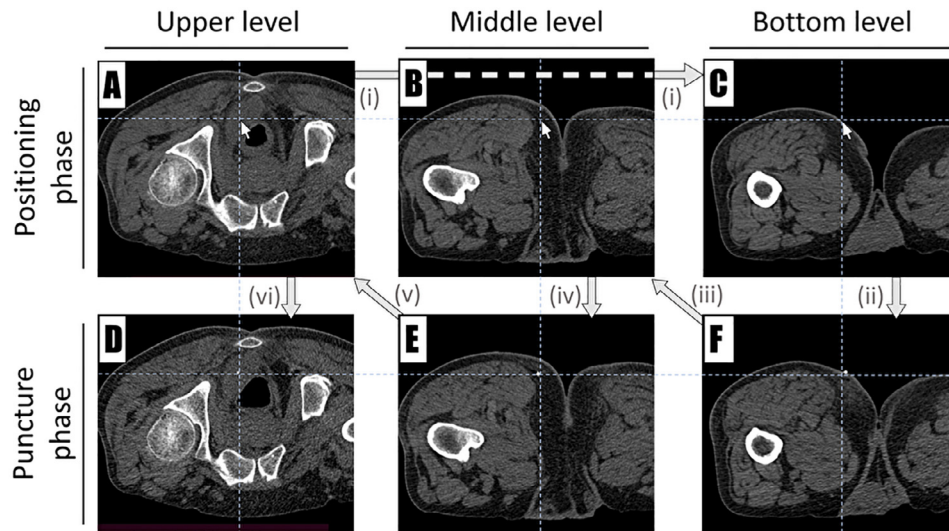 Upper level
Middle level
Bottom level
Positioning
phase
A
(i)
B
(i)
C
(vi)
(v)
(iv)
(iii)
(ii)
Puncture
phase
D
E
F